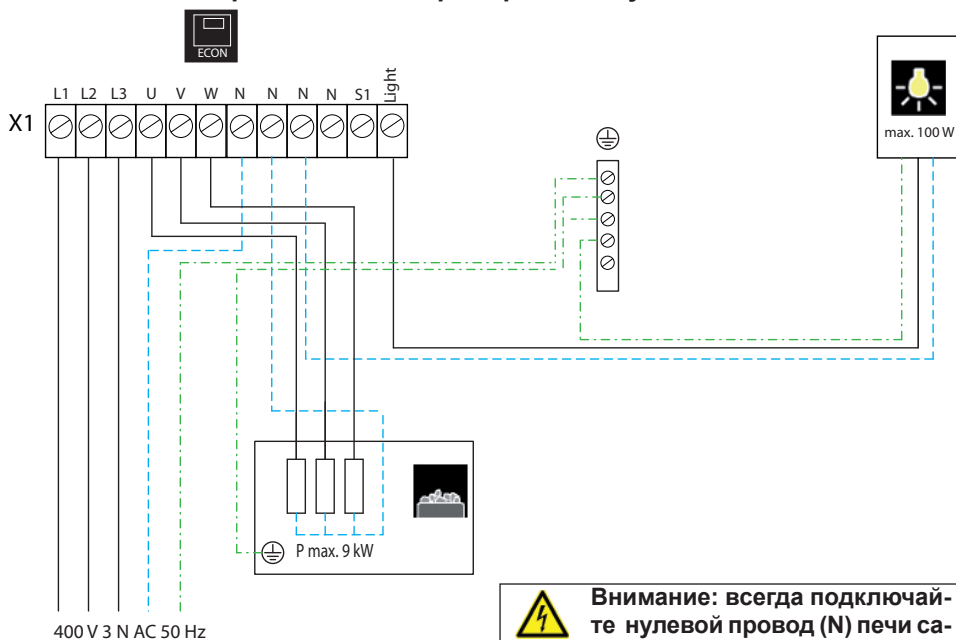 ECON
L1 L2 L3 U V W N N N N S1 Light
X1
max. 100 W
P max. 9 kW
400 V 3 N AC 50 Hz
Внимание: всегда подключай-
те нулевой провод (N) печи са-